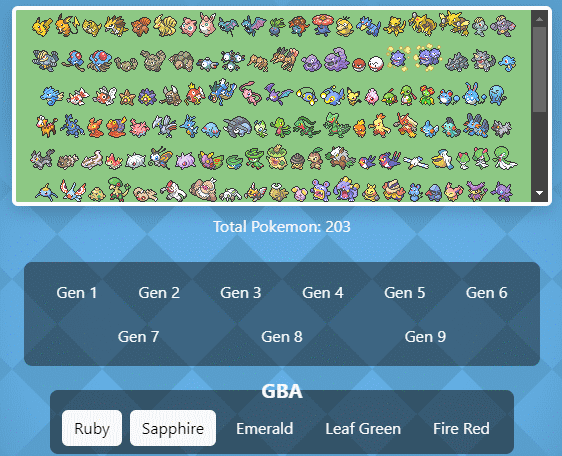 Total Pokemon: 203
Gen 1 Gen 2 Gen 3 Gen 4 Gen 5 Gen 6
Gen 7 Gen 8 Gen 9
GBA
Ruby Sapphire Emerald Leaf Green Fire Red